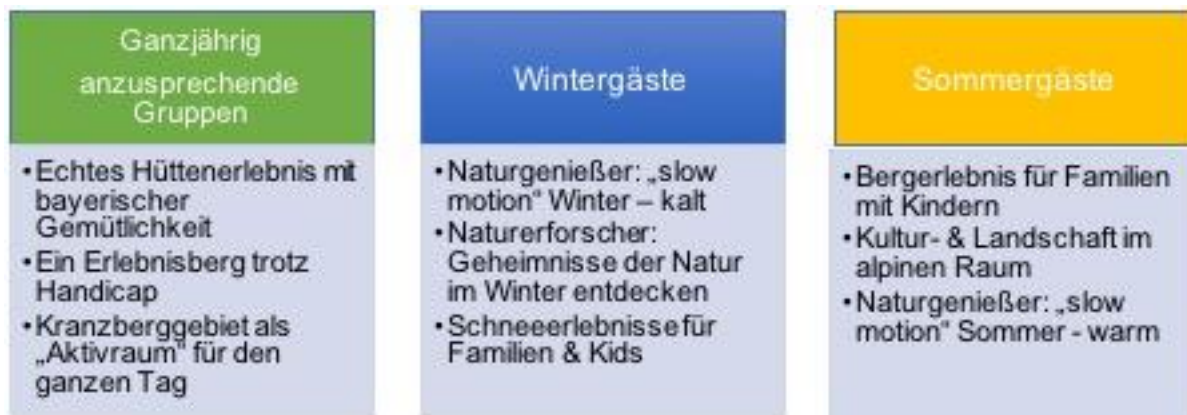 Ganzjährig
anzusprechende
Gruppen
• Echtes Hüttenerlebnis mit
bayerischer
Gemütlichkeit
• Ein Erlebnisberg trotz
Handicap
• Kranzberggebiet als
„Aktivraum“ für den
ganzen Tag
Wintergäste
• Naturgenießer: „slow
motion“ Winter – kalt
• Naturerforscher:
Geheimnisse der Natur
im Winter entdecken
• Schneeerlebnisse für
Familien & Kids
Sommergäste
• Bergerlebnis für Familien
mit Kindern
• Kultur- & Landschaft im
alpinen Raum
• Naturgenießer: „slow
motion“ Sommer - warm